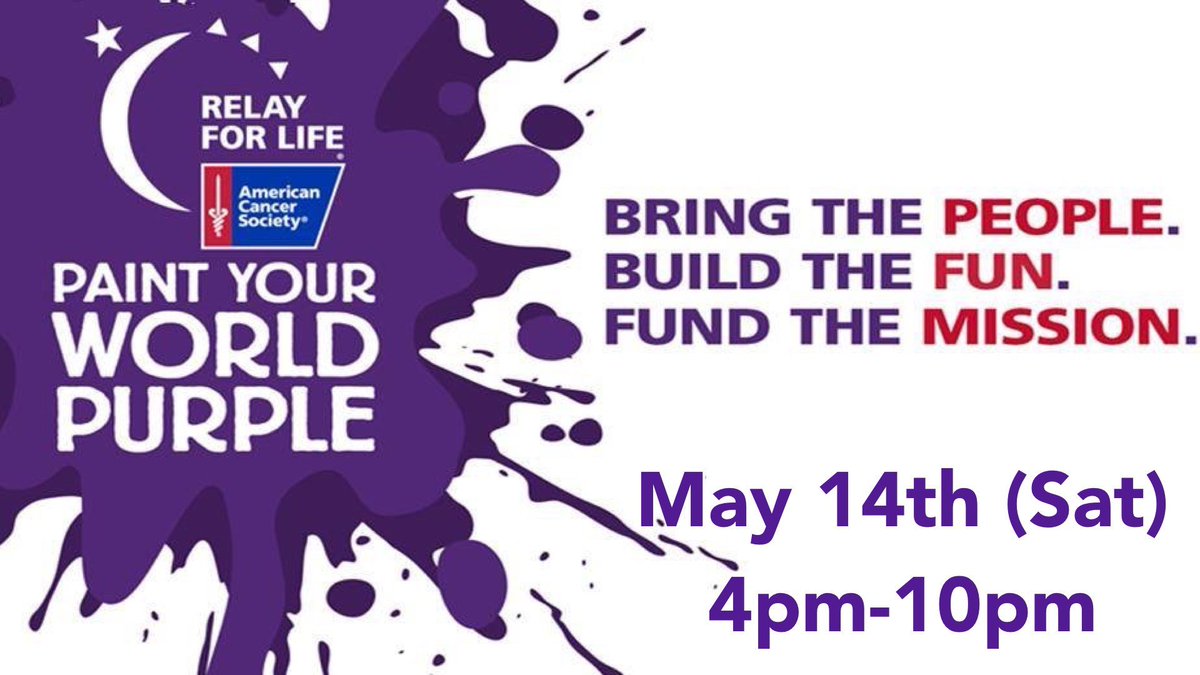 RELAY
FOR LIFE®
American
Cancer
Society®
PAINT YOUR
WORLD
PURPLE
BRING THE PEOPLE.
BUILD THE FUN.
FUND THE MISSION.
May 14th (Sat)
4pm-10pm